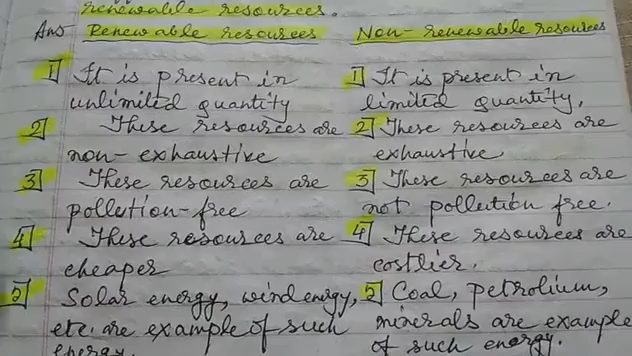 renewable resources.
Ans Renewable resources
Non-renewable resources
1] It is present in
unlimited quantity
2] These resources are
non-exhaustive
3] These resources are
pollution-free
4] These resources are
cheaper
5] Solar energy, wind energy,
etc. are example of such
energy.
1] It is present in
limited quantity.
2] These resources are
exhaustive
3] These resources are
not pollution free.
4] These resources are
costlier.
5] Coal, petrolium,
minerals are example
of such energy.